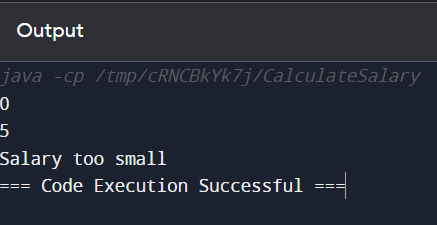 Output
java -cp /tmp/cRNCBkYk7j/CalculateSalary
0
5
Salary too small
=== Code Execution Successful ===